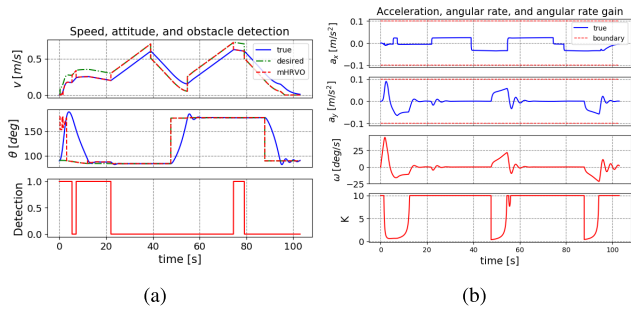 Speed, attitude, and obstacle detection
v [m/s]
0.5
0.0
true
desired
mHRVO
θ [deg]
150
100
Detection
1.0
0.5
0.0
0 20 40 60 80 100
time [s]
(a)
Acceleration, angular rate, and angular rate gain
aₓ [m/s²]
0.1
0.0
-0.1
true
boundary
aᵧ [m/s²]
0.1
0.0
-0.1
ω [deg/s]
25
0
-25
K
10
5
0
0 20 40 60 80 100
time [s]
(b)